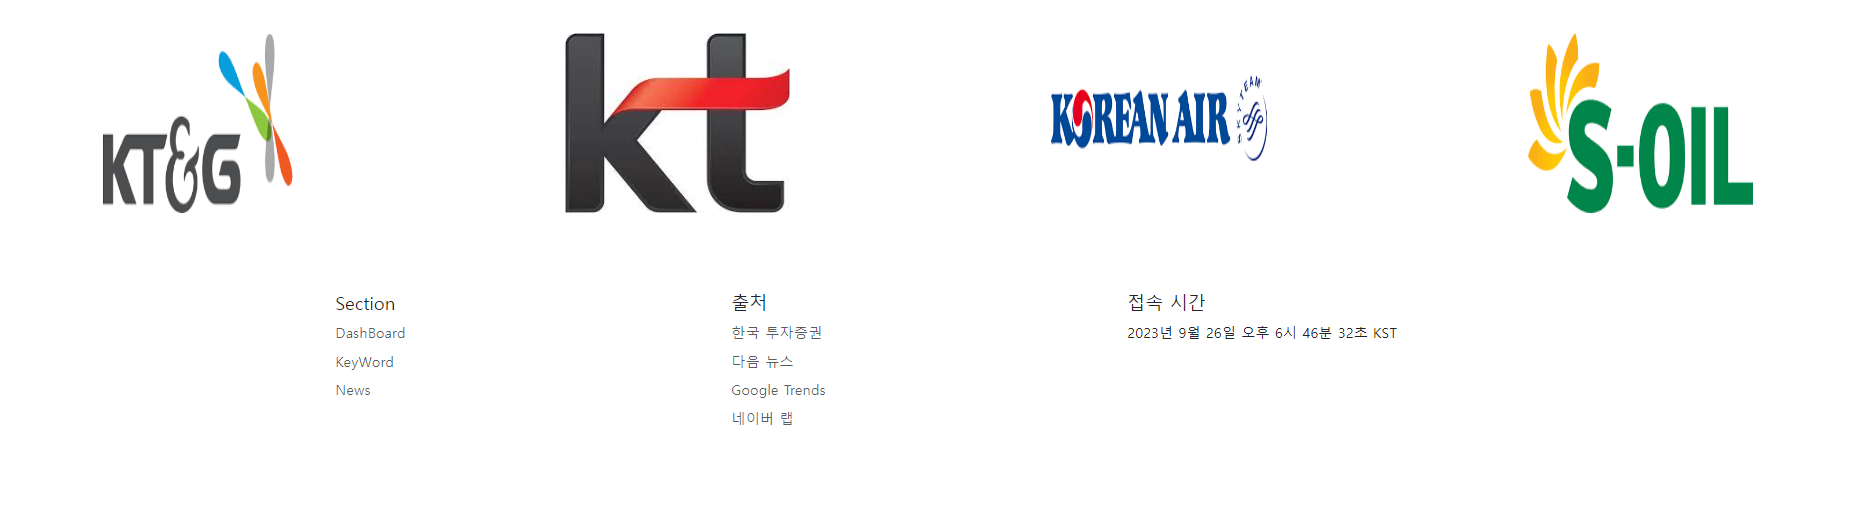 KT&G
kt
KOREAN AIR
SKYTEAM
S-OIL
Section
DashBoard
KeyWord
News
출처
한국 투자증권
다음 뉴스
Google Trends
네이버 랩
접속 시간
2023년 9월 26일 오후 6시 46분 32초 KST